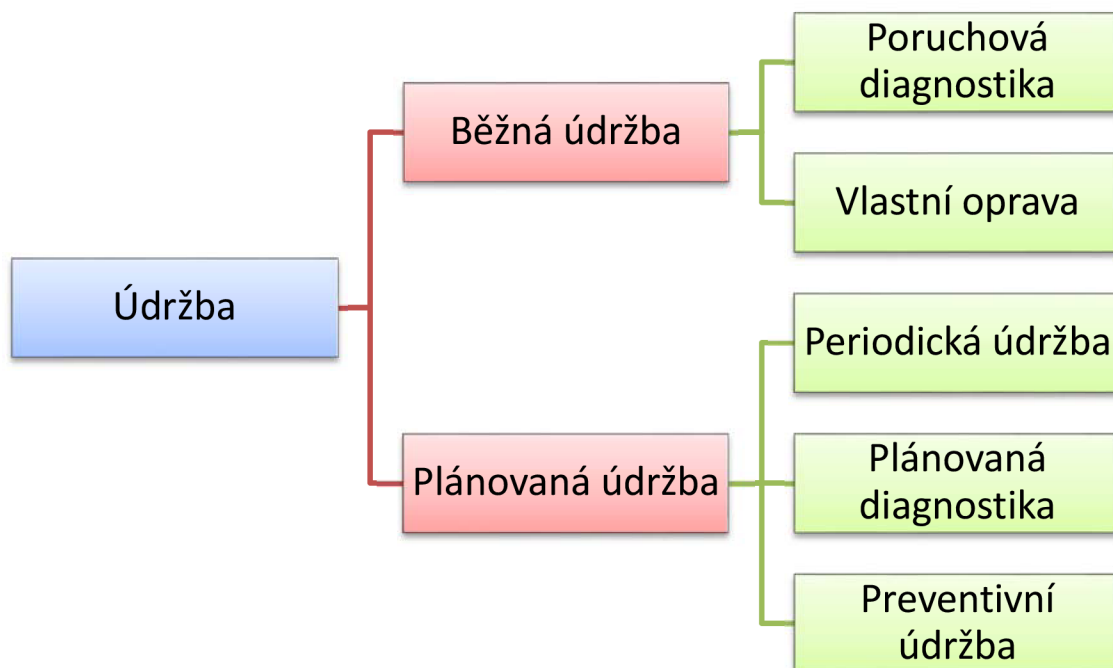 Údržba
Běžná údržba
Poruchová
diagnostika
Vlastní oprava
Plánovaná údržba
Periodická údržba
Plánovaná
diagnostika
Preventivní
údržba